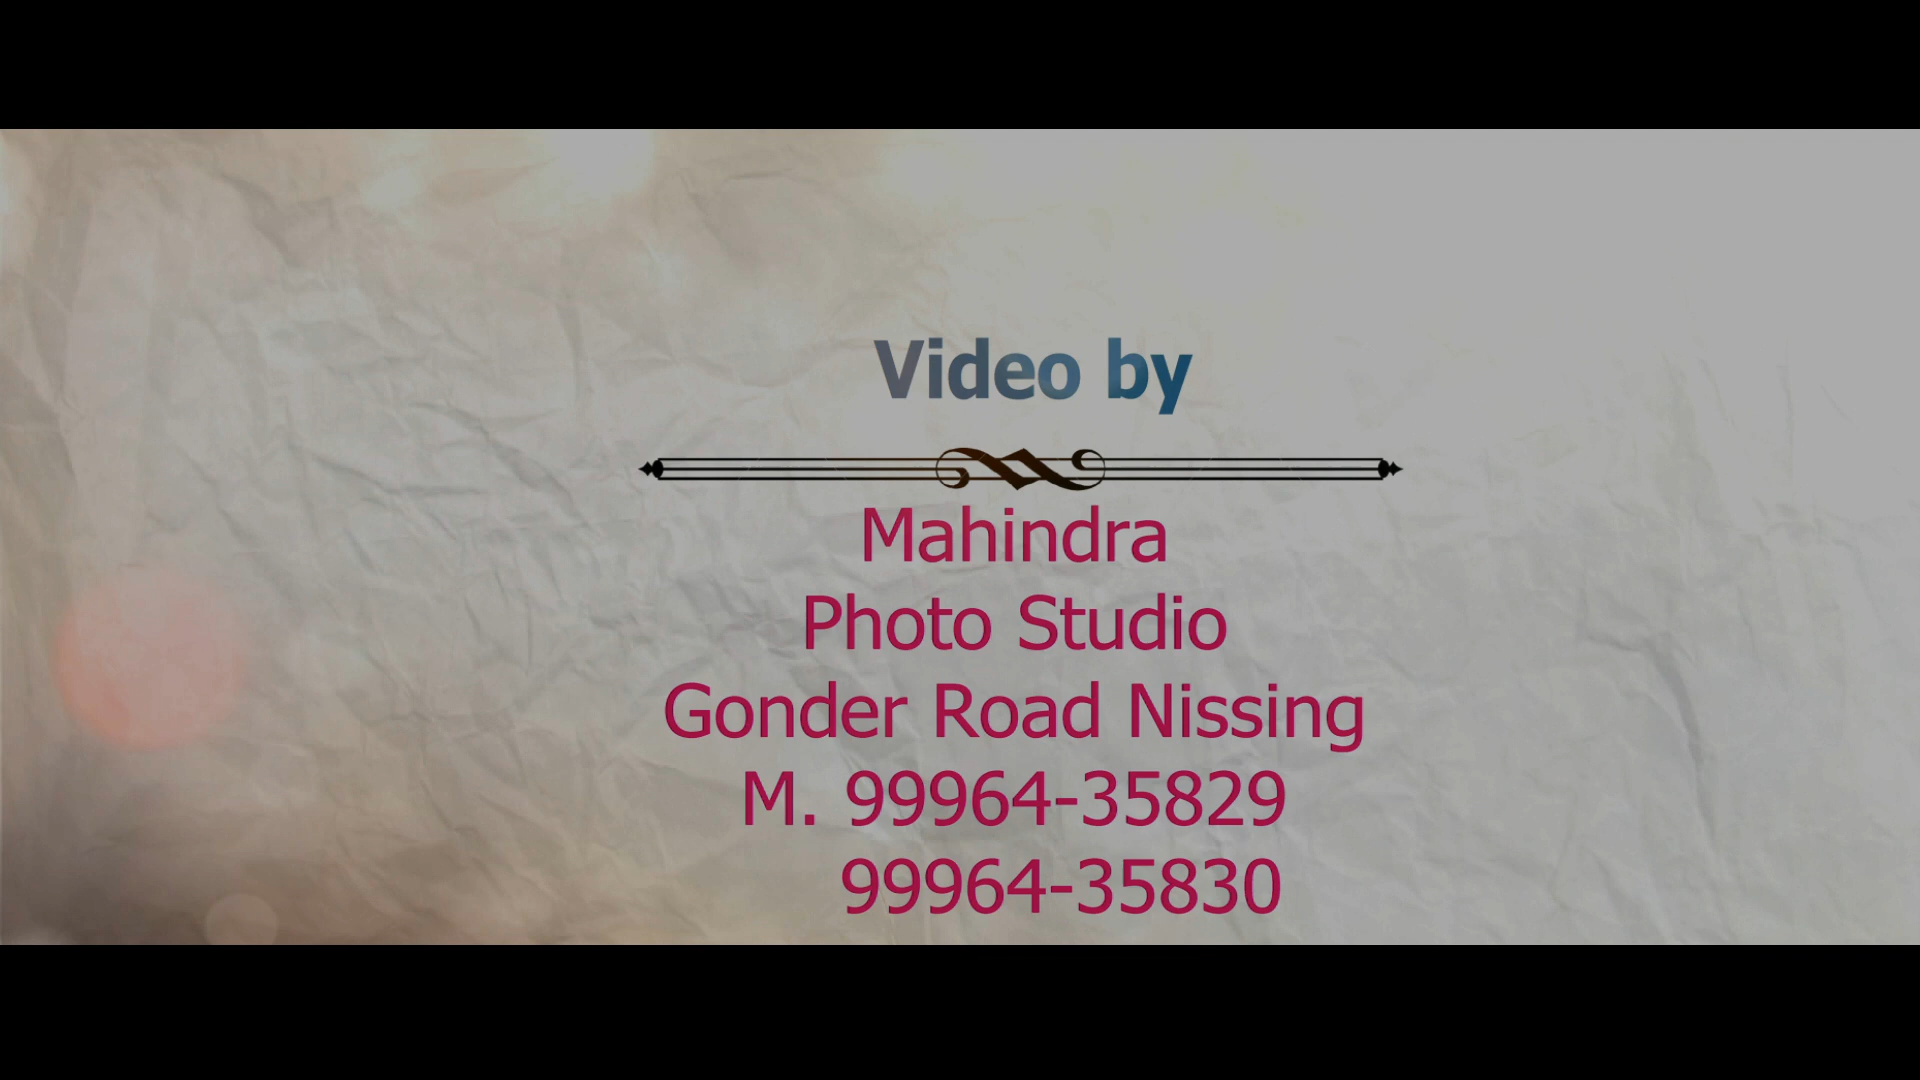 Video by
Mahindra
Photo Studio
Gonder Road Nissing
M. 99964-35829
99964-35830